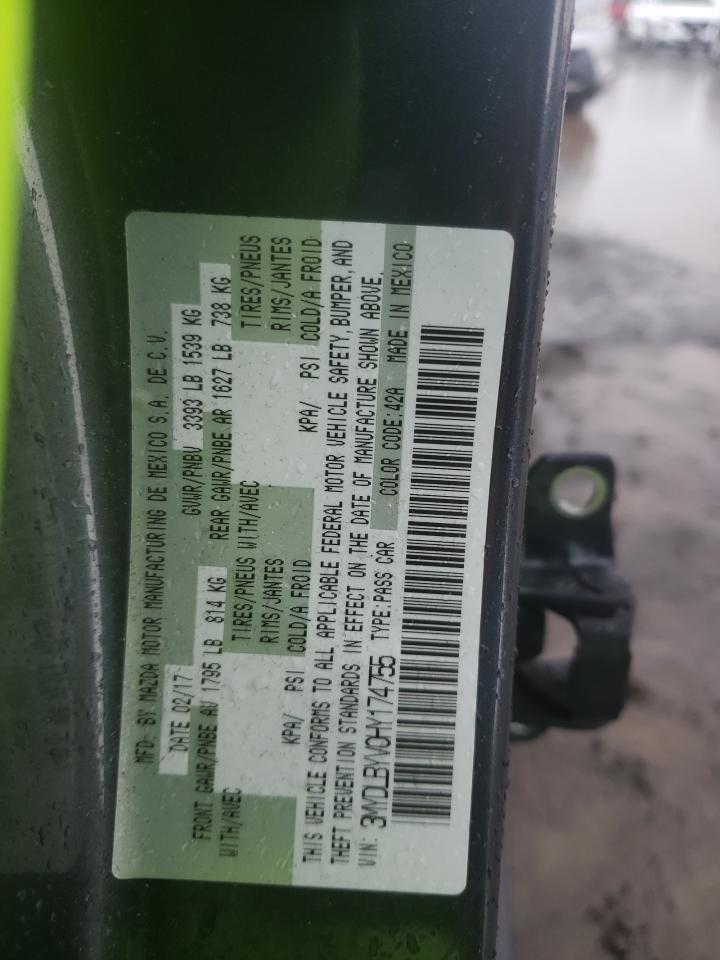 MFD. BY MAZDA MOTOR MANUFACTURING DE MEXICO S.A. DE C.V.
DATE 02/17 GVWR/PNBV 3393 LB 1539 KG
FRONT GAWR/PNBE AV 1795 LB 814 KG REAR GAWR/PNBE AR 1627 LB 738 KG
WITH/AVEC TIRES/PNEUS WITH/AVEC TIRES/PNEUS
RIMS/JANTES RIMS/JANTES
KPA/ PSI COLD/A FROID KPA/ PSI COLD/A FROID
THIS VEHICLE CONFORMS TO ALL APPLICABLE FEDERAL MOTOR VEHICLE SAFETY, BUMPER, AND
THEFT PREVENTION STANDARDS IN EFFECT ON THE DATE OF MANUFACTURE SHOWN ABOVE.
VIN: 3MYDLBYV0HY174755 TYPE:PASS CAR COLOR CODE:42A MADE IN MEXICO